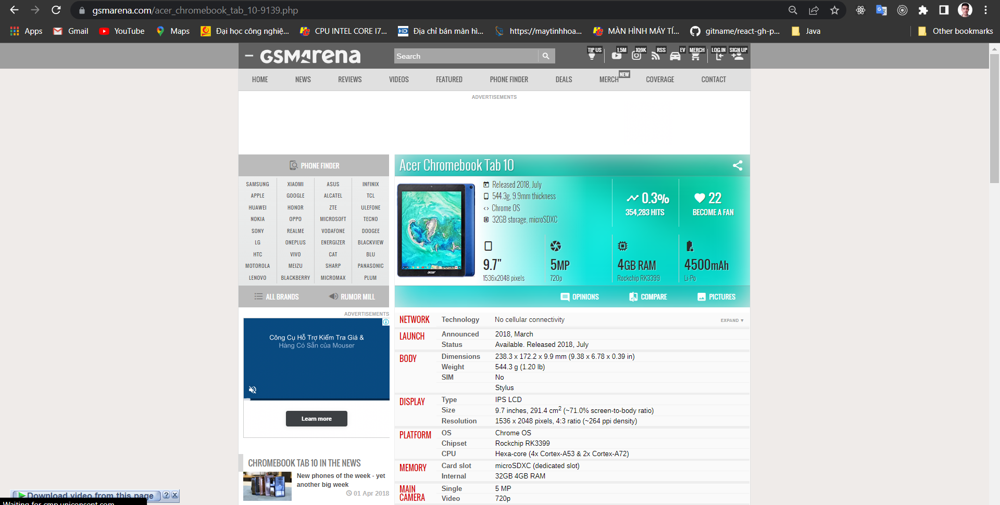 gsmarena.com/acer_chromebook_tab_10-9139.php
Apps
Gmail
YouTube
Maps
Đại học công nghiệ...
CPU INTEL CORE I7...
Địa chỉ bán màn hì...
https://maytinhhoa...
MÀN HÌNH MÁY TÍ...
gitname/react-gh-p...
Java
Other bookmarks
GSMArena
Search
TIP US
1.5M
109K
RSS
EV
MERCH
LOG IN
SIGN UP
HOME
NEWS
REVIEWS
VIDEOS
FEATURED
PHONE FINDER
DEALS
MERCH
NEW
COVERAGE
CONTACT
ADVERTISEMENTS
PHONE FINDER
SAMSUNG XIAOMI ASUS INFINIX
APPLE GOOGLE ALCATEL TCL
HUAWEI HONOR ZTE ULEFONE
NOKIA OPPO MICROSOFT TECNO
SONY REALME VODAFONE DOOGEE
LG ONEPLUS ENERGIZER BLACKVIEW
HTC VIVO CAT BLU
MOTOROLA MEIZU SHARP PANASONIC
LENOVO BLACKBERRY MICROMAX PLUM
ALL BRANDS
RUMOR MILL
Acer Chromebook Tab 10
acer
Released 2018, July
544.3g, 9.9mm thickness
Chrome OS
32GB storage, microSDXC
0.3%
354,283 HITS
22
BECOME A FAN
9.7"
1536x2048 pixels
5MP
720p
4GB RAM
Rockchip RK3399
4500mAh
Li-Po
OPINIONS
COMPARE
PICTURES
ADVERTISEMENTS
Công Cụ Hỗ Trợ Kiểm Tra Giá &
Hàng Có Sẵn của Mouser
Learn more
CHROMEBOOK TAB 10 IN THE NEWS
New phones of the week - yet
another big week
01 Apr 2018
NETWORK Technology No cellular connectivity EXPAND ▼
LAUNCH Announced 2018, March
Status Available. Released 2018, July
BODY Dimensions 238.3 x 172.2 x 9.9 mm (9.38 x 6.78 x 0.39 in)
Weight 544.3 g (1.20 lb)
SIM No
Stylus
DISPLAY Type IPS LCD
Size 9.7 inches, 291.4 cm2 (~71.0% screen-to-body ratio)
Resolution 1536 x 2048 pixels, 4:3 ratio (~264 ppi density)
PLATFORM OS Chrome OS
Chipset Rockchip RK3399
CPU Hexa-core (4x Cortex-A53 & 2x Cortex-A72)
MEMORY Card slot microSDXC (dedicated slot)
Internal 32GB 4GB RAM
MAIN CAMERA Single 5 MP
Video 720p
Download video from this page
Waiting for cmp.uniconsent.com